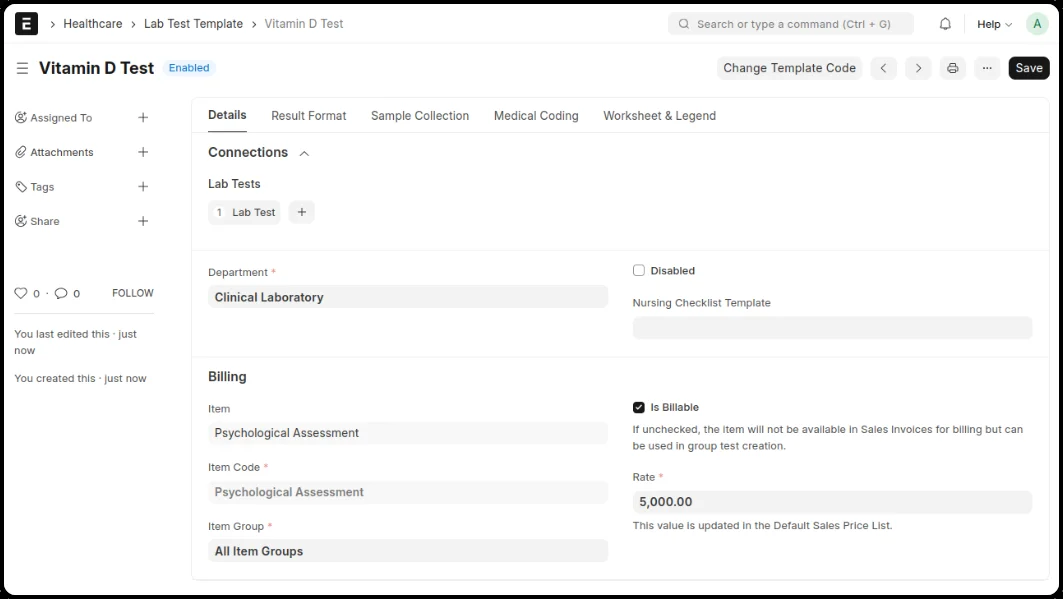 E
Healthcare
Lab Test Template
Vitamin D Test
Search or type a command (Ctrl + G)
Help
A
Vitamin D Test
Enabled
Change Template Code
Save
Assigned To
Attachments
Tags
Share
0 · 0
FOLLOW
You last edited this · just
now
You created this · just now
Details
Result Format
Sample Collection
Medical Coding
Worksheet & Legend
Connections
Lab Tests
1 Lab Test
Department *
Clinical Laboratory
Disabled
Nursing Checklist Template
Billing
Item
Psychological Assessment
Item Code *
Psychological Assessment
Item Group *
All Item Groups
Is Billable
If unchecked, the item will not be available in Sales Invoices for billing but can
be used in group test creation.
Rate *
5,000.00
This value is updated in the Default Sales Price List.